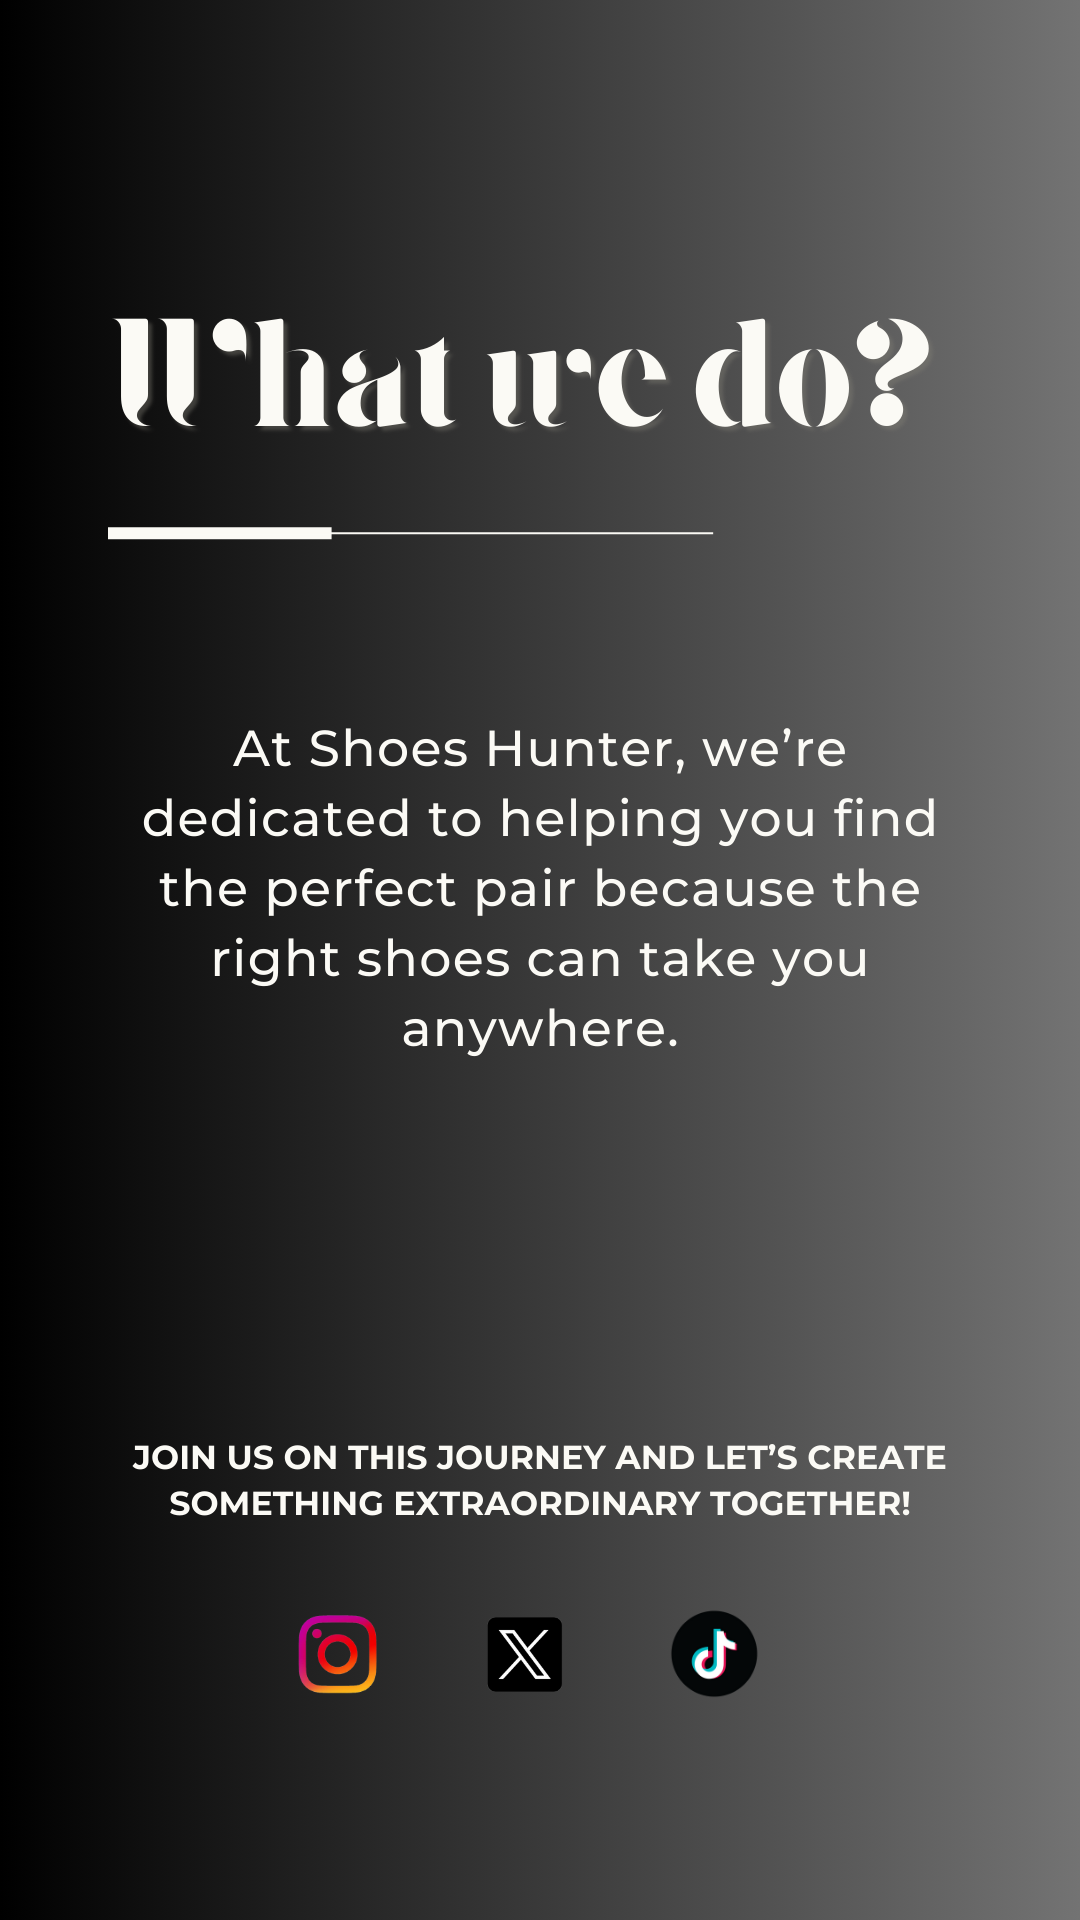 What we do?
At Shoes Hunter, we’re
dedicated to helping you find
the perfect pair because the
right shoes can take you
anywhere.
JOIN US ON THIS JOURNEY AND LET’S CREATE
SOMETHING EXTRAORDINARY TOGETHER!